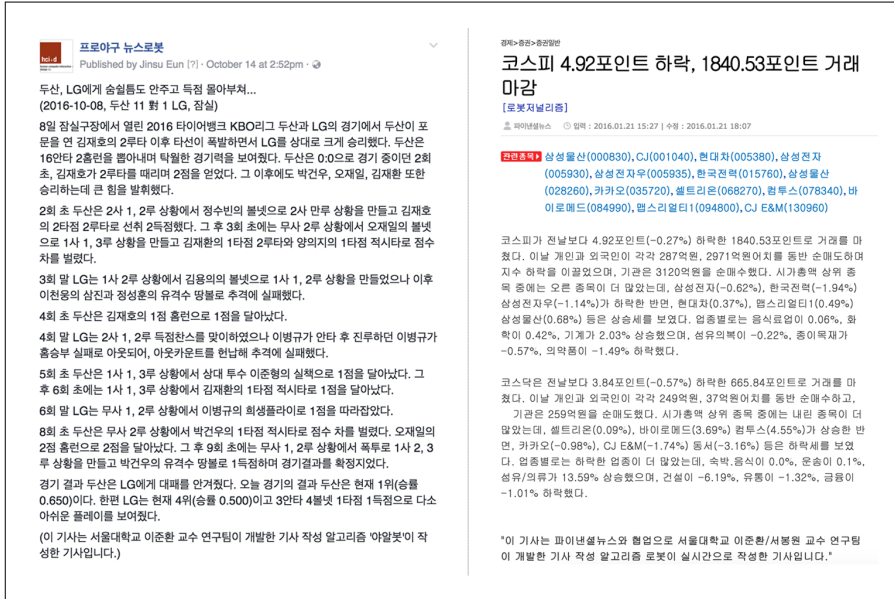 hci+d
프로야구 뉴스로봇
Published by Jinsu Eun [?] · October 14 at 2:52pm ·
두산, LG에게 숨쉴틈도 안주고 득점 몰아부쳐...
(2016-10-08, 두산 11 對 1 LG, 잠실)
8일 잠실구장에서 열린 2016 타이어뱅크 KBO리그 두산과 LG의 경기에서 두산이 포
문을 연 김재호의 2루타 이후 타선이 폭발하면서 LG를 상대로 크게 승리했다. 두산은
16안타 2홈런을 뽑아내며 탁월한 경기력을 보여줬다. 두산은 0:0으로 경기 중이던 2회
초, 김재호가 2루타를 때리며 2점을 얻었다. 그 이후에도 박건우, 오재일, 김재환 또한
승리하는데 큰 힘을 발휘했다.
2회 초 두산은 2사 1, 2루 상황에서 정수빈의 볼넷으로 2사 만루 상황을 만들고 김재호
의 2타점 2루타로 선취 2득점했다. 그 후 3회 초에는 무사 2루 상황에서 오재일의 볼넷
으로 1사 1, 3루 상황을 만들고 김재환의 1타점 2루타와 양의지의 1타점 적시타로 점수
차를 벌렸다.
3회 말 LG는 1사 2루 상황에서 김용의의 볼넷으로 1사 1, 2루 상황을 만들었으나 이후
이천웅의 삼진과 정성훈의 유격수 땅볼로 추격에 실패했다.
4회 초 두산은 김재호의 1점 홈런으로 1점을 달아났다.
4회 말 LG는 2사 1, 2루 득점찬스를 맞이하였으나 이병규가 안타 후 진루하던 이병규가
홈승부 실패로 아웃되어, 아웃카운트를 헌납해 추격에 실패했다.
5회 초 두산은 1사 1, 3루 상황에서 상대 투수 이준형의 실책으로 1점을 달아났다. 그
후 6회 초에는 1사 1, 3루 상황에서 김재환의 1타점 적시타로 1점을 달아났다.
6회 말 LG는 무사 1, 2루 상황에서 이병규의 희생플라이로 1점을 따라잡았다.
8회 초 두산은 무사 2루 상황에서 박건우의 1타점 적시타로 점수 차를 벌렸다. 오재일의
2점 홈런으로 2점을 달아났다. 그 후 9회 초에는 무사 1, 2루 상황에서 폭투로 1사 2, 3
루 상황을 만들고 박건우의 유격수 땅볼로 1득점하며 경기결과를 확정지었다.
경기 결과 두산은 LG에게 대패를 안겨줬다. 오늘 경기의 결과 두산은 현재 1위(승률
0.650)이다. 한편 LG는 현재 4위(승률 0.500)이고 3안타 4볼넷 1타점 1득점으로 다소
아쉬운 플레이를 보여줬다.
(이 기사는 서울대학교 이준환 교수 연구팀이 개발한 기사 작성 알고리즘 '야알봇'이 작
성한 기사입니다.)
경제>증권>증권일반
코스피 4.92포인트 하락, 1840.53포인트 거래
마감
[로봇저널리즘]
파이낸셜뉴스 입력 : 2016.01.21 15:27 | 수정 : 2016.01.21 18:07
관련종목 삼성물산(000830), CJ(001040), 현대차(005380), 삼성전자
(005930), 삼성전자우(005935), 한국전력(015760), 삼성물산
(028260), 카카오(035720), 셀트리온(068270), 컴투스(078340), 바
이로메드(084990), 맵스리얼티1(094800), CJ E&M(130960)
코스피가 전날보다 4.92포인트(-0.27%) 하락한 1840.53포인트로 거래를 마
쳤다. 이날 개인과 외국인이 각각 287억원, 2971억원어치를 동반 순매도하며
지수 하락을 이끌었으며, 기관은 3120억원을 순매수했다. 시가총액 상위 종
목 중에는 오른 종목이 더 많았는데, 삼성전자(-0.62%), 한국전력(-1.94%)
삼성전자우(-1.14%)가 하락한 반면, 현대차(0.37%), 맵스리얼티1(0.49%)
삼성물산(0.68%) 등은 상승세를 보였다. 업종별로는 음식료업이 0.06%, 화
학이 0.42%, 기계가 2.03% 상승했으며, 섬유의복이 -0.22%, 종이목재가
-0.57%, 의약품이 -1.49% 하락했다.
코스닥은 전날보다 3.84포인트(-0.57%) 하락한 665.84포인트로 거래를 마
쳤다. 이날 개인과 외국인이 각각 249억원, 37억원어치를 동반 순매수하고,
기관은 259억원을 순매도했다. 시가총액 상위 종목 중에는 내린 종목이 더
많았는데, 셀트리온(0.09%), 바이로메드(3.69%) 컴투스(4.55%)가 상승한 반
면, 카카오(-0.98%), CJ E&M(-1.74%) 동서(-3.16%) 등은 하락세를 보였
다. 업종별로는 하락한 업종이 더 많았는데, 숙박.음식이 0.0%, 운송이 0.1%,
섬유/의류가 13.59% 상승했으며, 건설이 -6.19%, 유통이 -1.32%, 금융이
-1.01% 하락했다.
"이 기사는 파이낸셜뉴스와 협업으로 서울대학교 이준환/서봉원 교수 연구팀
이 개발한 기사 작성 알고리즘 로봇이 실시간으로 작성한 기사입니다."